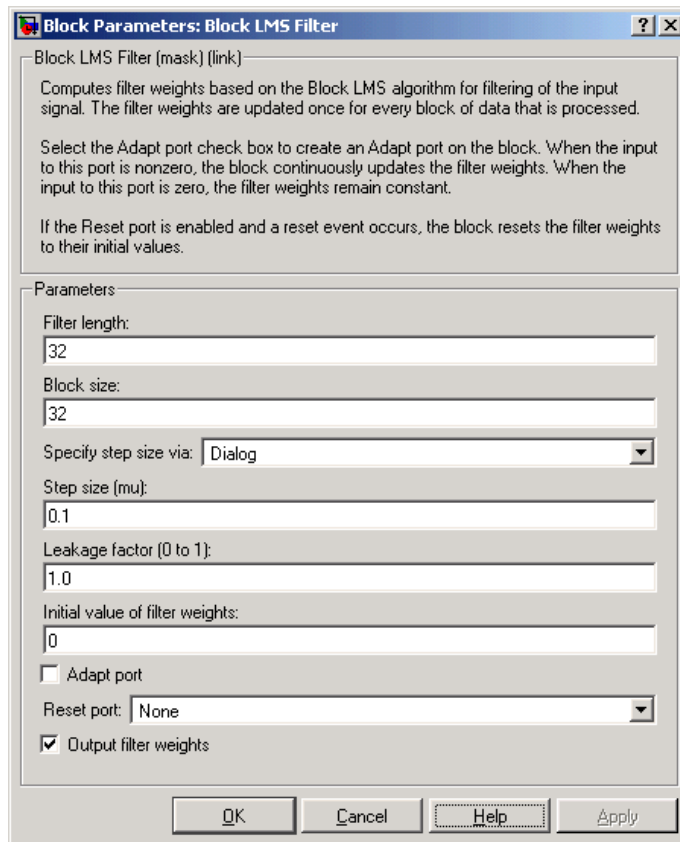 Block Parameters: Block LMS Filter
Block LMS Filter (mask) (link)
Computes filter weights based on the Block LMS algorithm for filtering of the input
signal. The filter weights are updated once for every block of data that is processed.
Select the Adapt port check box to create an Adapt port on the block. When the input
to this port is nonzero, the block continuously updates the filter weights. When the
input to this port is zero, the filter weights remain constant.
If the Reset port is enabled and a reset event occurs, the block resets the filter weights
to their initial values.
Parameters
Filter length:
32
Block size:
32
Specify step size via: Dialog
Step size (mu):
0.1
Leakage factor (0 to 1):
1.0
Initial value of filter weights:
0
Adapt port
Reset port: None
Output filter weights
OK Cancel Help Apply